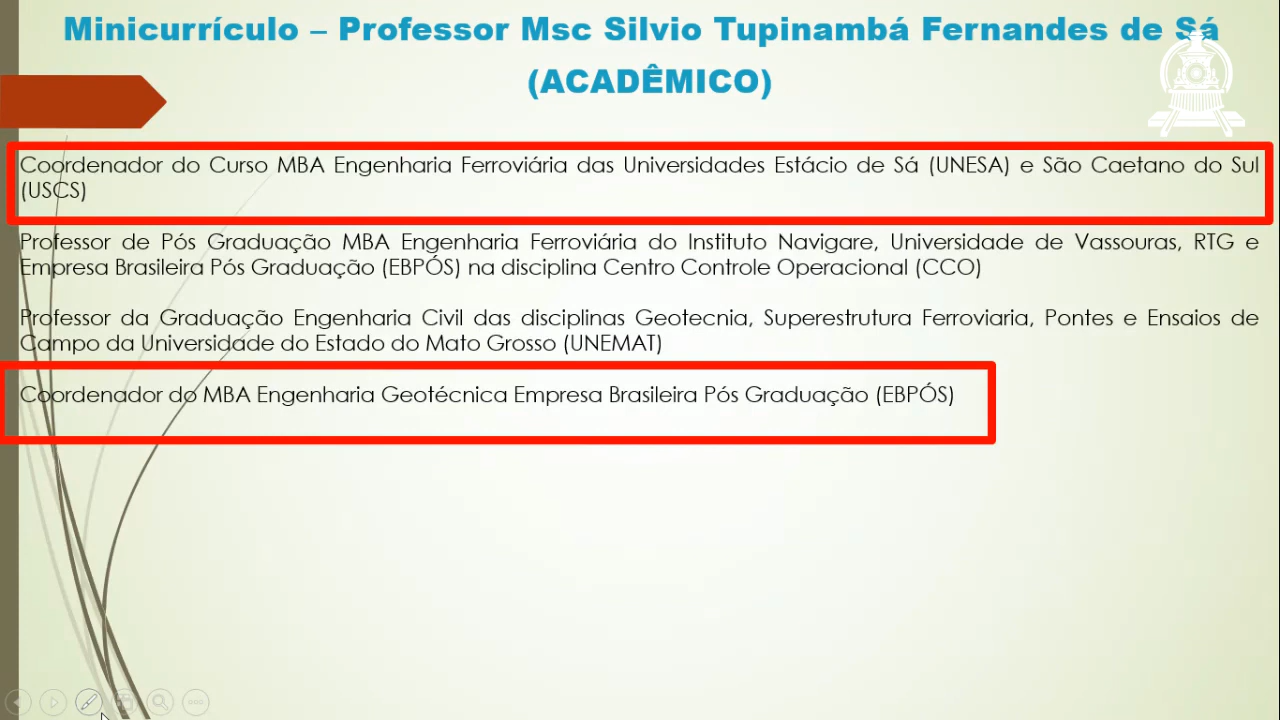 Minicurrículo – Professor Msc Silvio Tupinambá Fernandes de Sá
(ACADÊMICO)
Coordenador do Curso MBA Engenharia Ferroviária das Universidades Estácio de Sá (UNESA) e São Caetano do Sul
(USCS)
Professor de Pós Graduação MBA Engenharia Ferroviária do Instituto Navigare, Universidade de Vassouras, RTG e
Empresa Brasileira Pós Graduação (EBPÓS) na disciplina Centro Controle Operacional (CCO)
Professor da Graduação Engenharia Civil das disciplinas Geotecnia, Superestrutura Ferroviaria, Pontes e Ensaios de
Campo da Universidade do Estado do Mato Grosso (UNEMAT)
Coordenador do MBA Engenharia Geotécnica Empresa Brasileira Pós Graduação (EBPÓS)